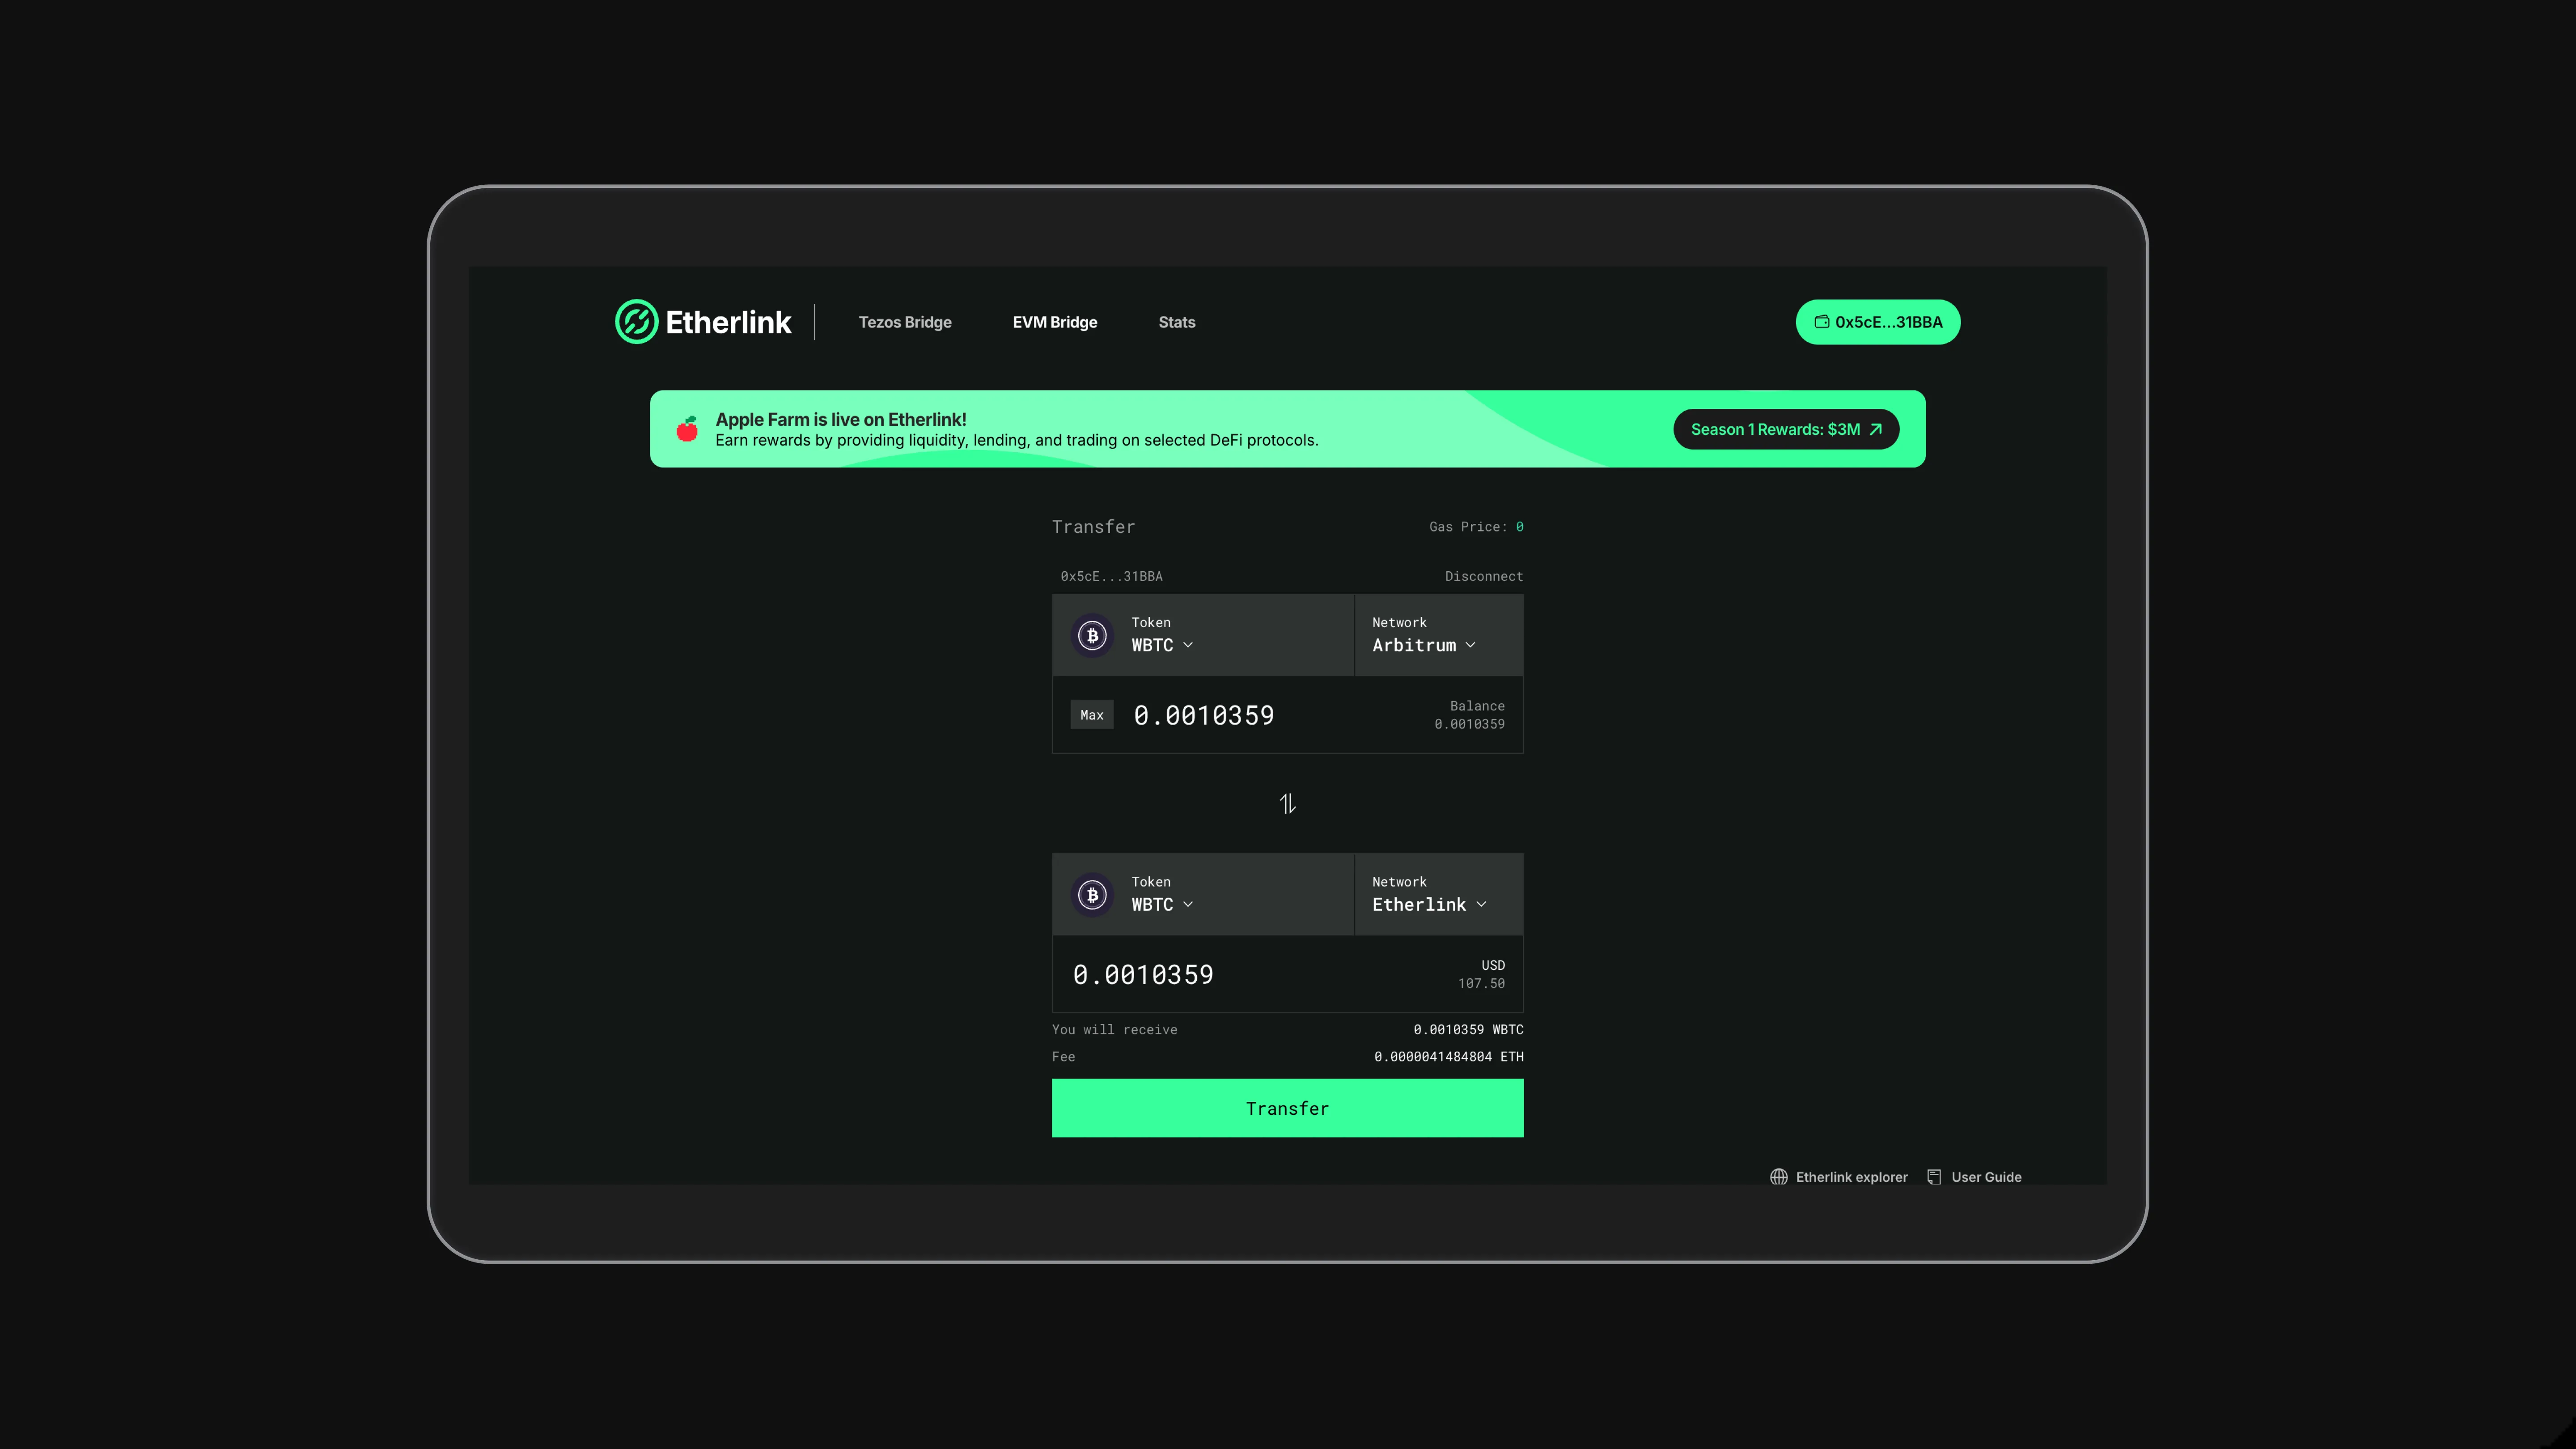 Etherlink
Tezos Bridge
EVM Bridge
Stats
0x5cE...31BBA
Apple Farm is live on Etherlink!
Earn rewards by providing liquidity, lending, and trading on selected DeFi protocols.
Season 1 Rewards: $3M
Transfer
Gas Price: 0
0x5cE...31BBA
Disconnect
Token
WBTC
Network
Arbitrum
Max
0.0010359
Balance
0.0010359
Token
WBTC
Network
Etherlink
0.0010359
USD
107.50
You will receive
0.0010359 WBTC
Fee
0.0000041484804 ETH
Transfer
Etherlink explorer
User Guide